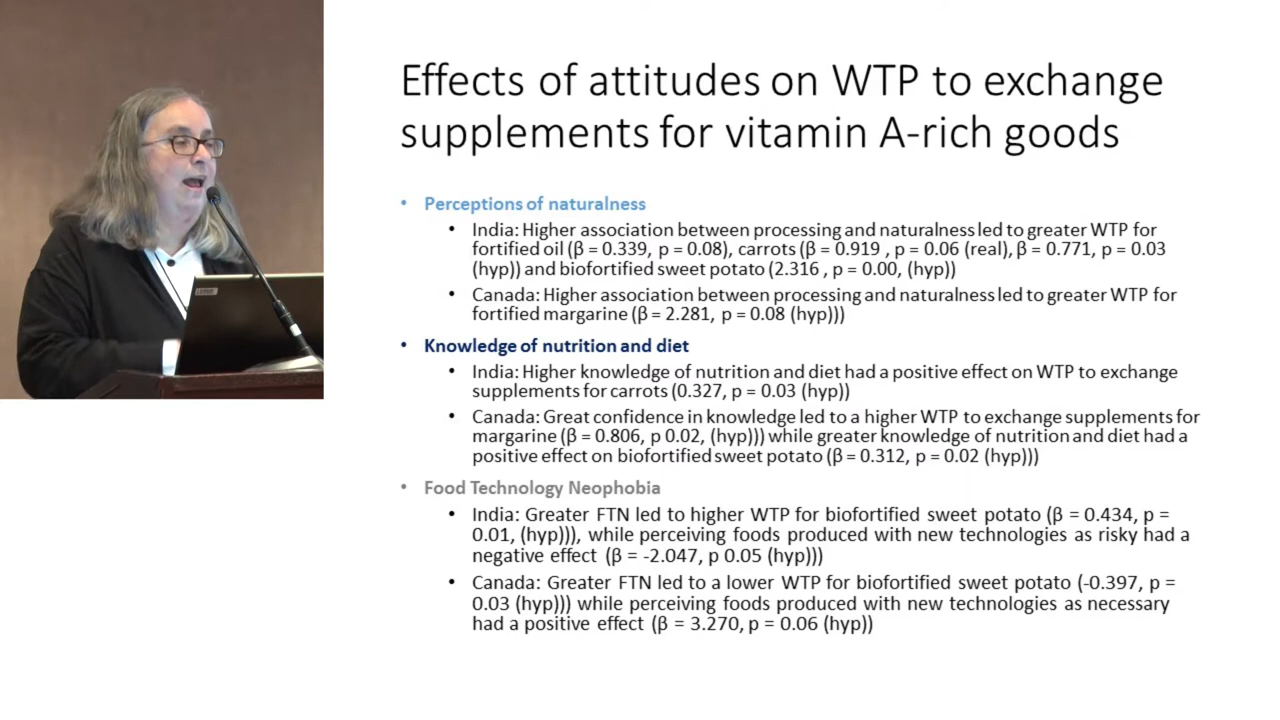 Effects of attitudes on WTP to exchange
supplements for vitamin A-rich goods
• Perceptions of naturalness
• India: Higher association between processing and naturalness led to greater WTP for
fortified oil (β = 0.339, p = 0.08), carrots (β = 0.919 , p = 0.06 (real), β = 0.771, p = 0.03
(hyp)) and biofortified sweet potato (2.316 , p = 0.00, (hyp))
• Canada: Higher association between processing and naturalness led to greater WTP for
fortified margarine (β = 2.281, p = 0.08 (hyp)))
• Knowledge of nutrition and diet
• India: Higher knowledge of nutrition and diet had a positive effect on WTP to exchange
supplements for carrots (0.327, p = 0.03 (hyp))
• Canada: Great confidence in knowledge led to a higher WTP to exchange supplements for
margarine (β = 0.806, p 0.02, (hyp))) while greater knowledge of nutrition and diet had a
positive effect on biofortified sweet potato (β = 0.312, p = 0.02 (hyp)))
• Food Technology Neophobia
• India: Greater FTN led to higher WTP for biofortified sweet potato (β = 0.434, p =
0.01, (hyp))), while perceiving foods produced with new technologies as risky had a
negative effect (β = -2.047, p 0.05 (hyp)))
• Canada: Greater FTN led to a lower WTP for biofortified sweet potato (-0.397, p =
0.03 (hyp))) while perceiving foods produced with new technologies as necessary
had a positive effect (β = 3.270, p = 0.06 (hyp))